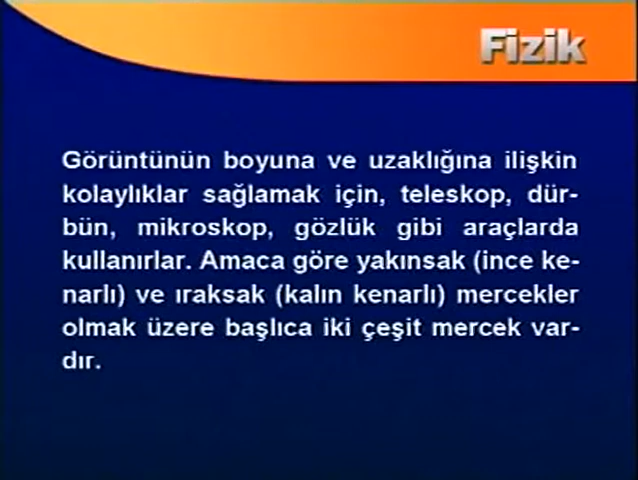 Fizik
Görüntünün boyuna ve uzaklığına ilişkin
kolaylıklar sağlamak için, teleskop, dür-
bün, mikroskop, gözlük gibi araçlarda
kullanırlar. Amaca göre yakınsak (ince ke-
narlı) ve ıraksak (kalın kenarlı) mercekler
olmak üzere başlıca iki çeşit mercek var-
dır.